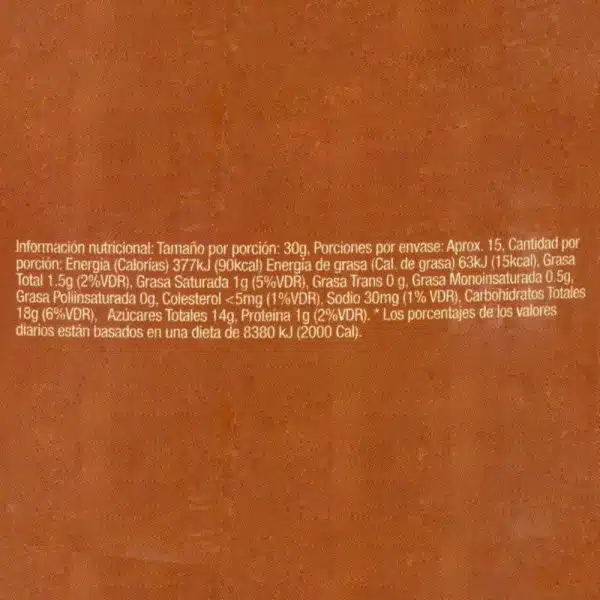 Información nutricional: Tamaño por porción: 30g, Porciones por envase: Aprox. 15, Cantidad por
porción: Energia (Calorías) 377kJ (90kcal) Energia de grasa (Cal. de grasa) 63kJ (15kcal), Grasa
Total 1.5g (2%VDR), Grasa Saturada 1g (5%VDR), Grasa Trans 0 g, Grasa Monoinsaturada 0.5g,
Grasa Poliinsaturada 0g, Colesterol <5mg (1%VDR), Sodio 30mg (1% VDR), Carbohidratos Totales
18g (6%VDR), Azúcares Totales 14g, Proteína 1g (2%VDR). * Los porcentajes de los valores
diarios están basados en una dieta de 8380 kJ (2000 Cal).